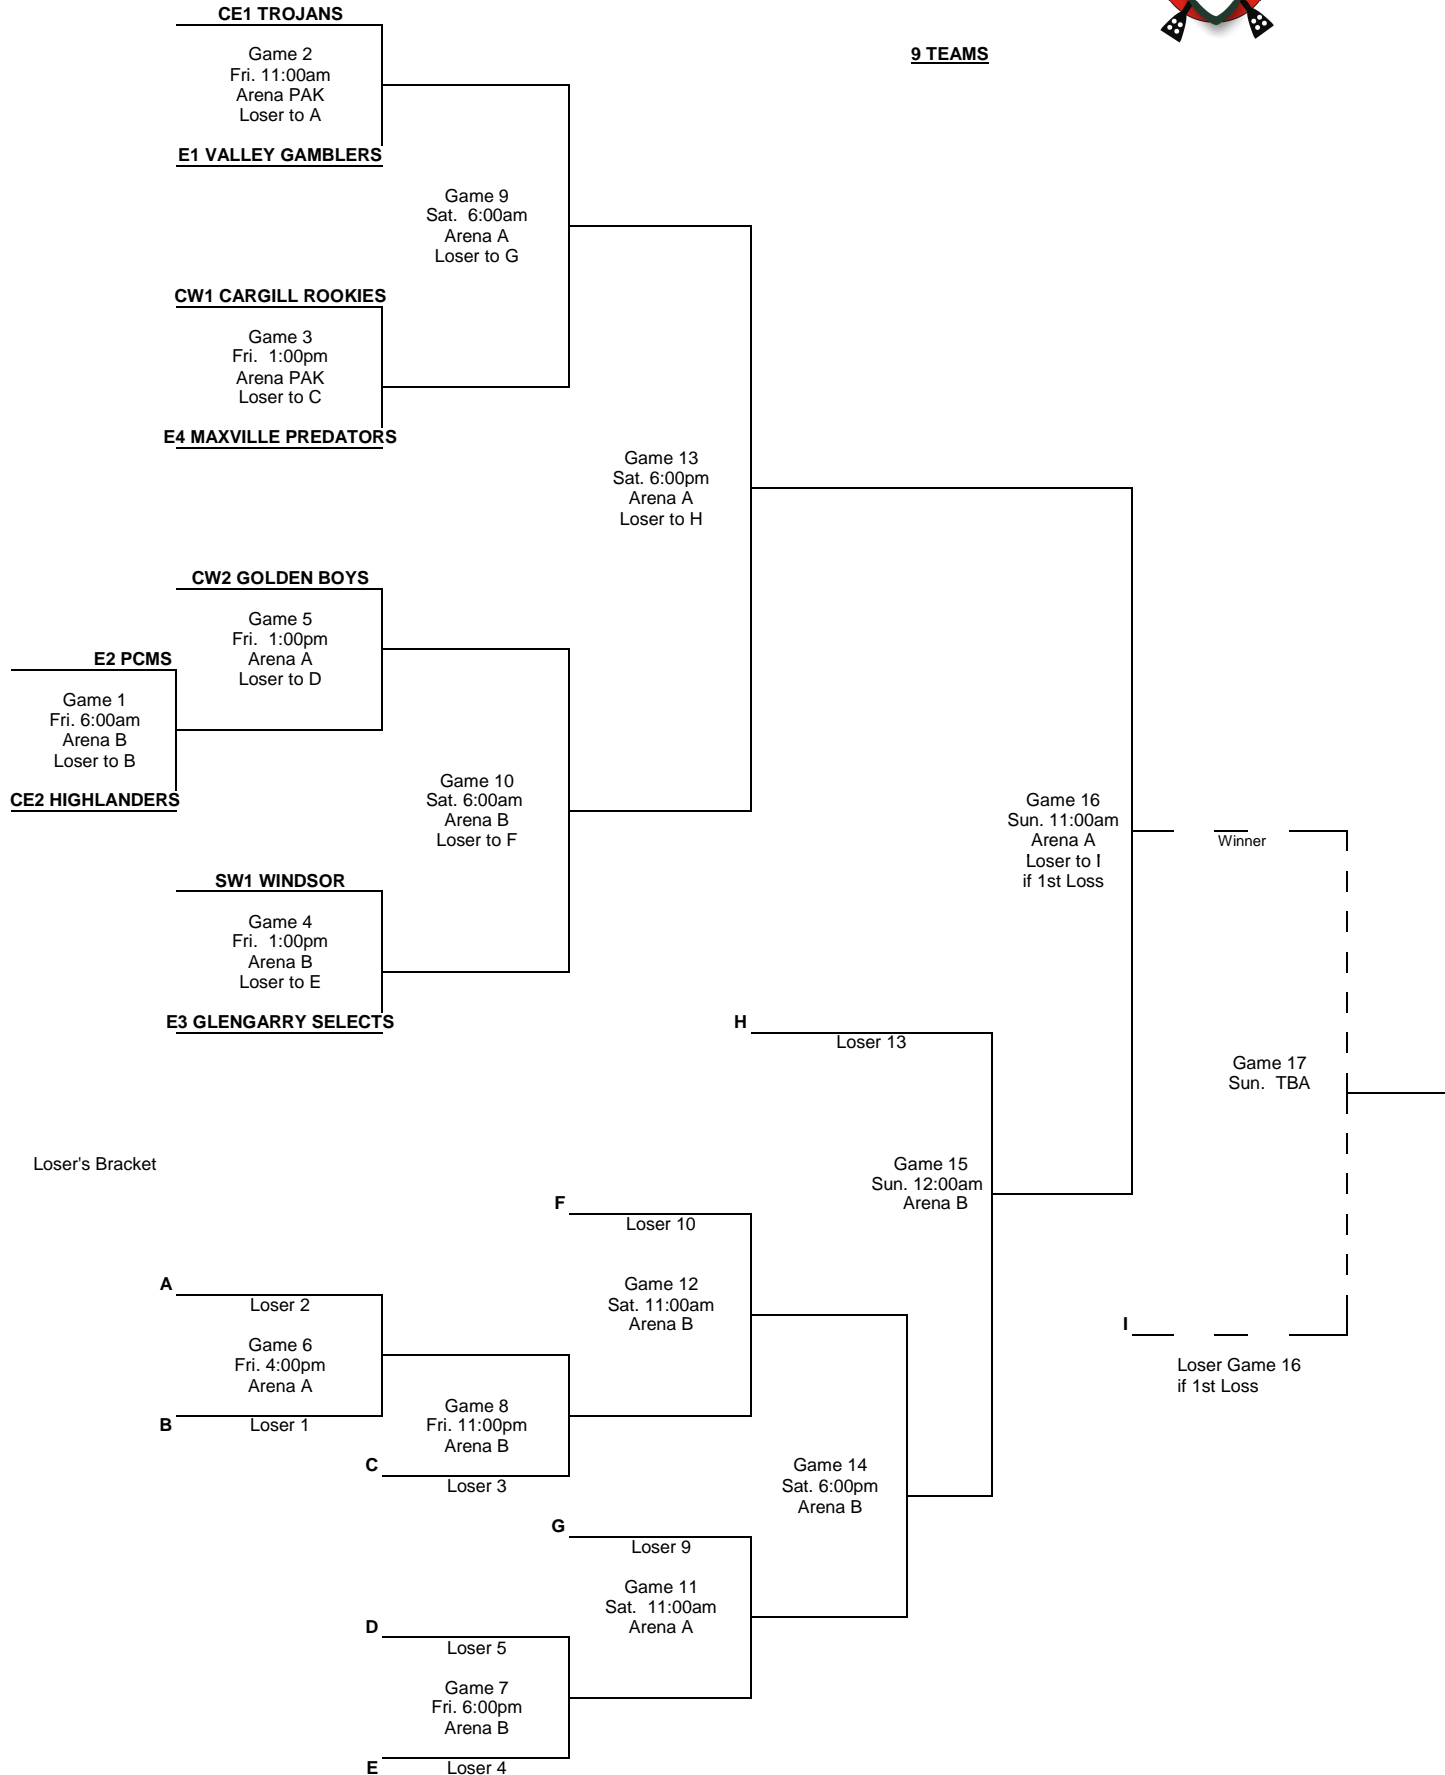 CE1 TROJANS
Game 2
Fri. 11:00am
Arena PAK
Loser to A
E1 VALLEY GAMBLERS
9 TEAMS
Game 9
Sat. 6:00am
Arena A
Loser to G
CW1 CARGILL ROOKIES
Game 3
Fri. 1:00pm
Arena PAK
Loser to C
E4 MAXVILLE PREDATORS
Game 13
Sat. 6:00pm
Arena A
Loser to H
CW2 GOLDEN BOYS
Game 5
Fri. 1:00pm
Arena A
Loser to D
E2 PCMS
Game 1
Fri. 6:00am
Arena B
Loser to B
CE2 HIGHLANDERS
Game 10
Sat. 6:00am
Arena B
Loser to F
SW1 WINDSOR
Game 4
Fri. 1:00pm
Arena B
Loser to E
E3 GLENGARRY SELECTS
Game 16
Sun. 11:00am
Arena A
Loser to I
if 1st Loss
Winner
Game 17
Sun. TBA
H
Loser 13
Loser's Bracket
Game 15
Sun. 12:00am
Arena B
F
Loser 10
Game 12
Sat. 11:00am
Arena B
A
Loser 2
Game 6
Fri. 4:00pm
Arena A
B
Loser 1
Game 8
Fri. 11:00pm
Arena B
C
Loser 3
I
Loser Game 16
if 1st Loss
Game 14
Sat. 6:00pm
Arena B
G
Loser 9
Game 11
Sat. 11:00am
Arena A
D
Loser 5
Game 7
Fri. 6:00pm
Arena B
E
Loser 4